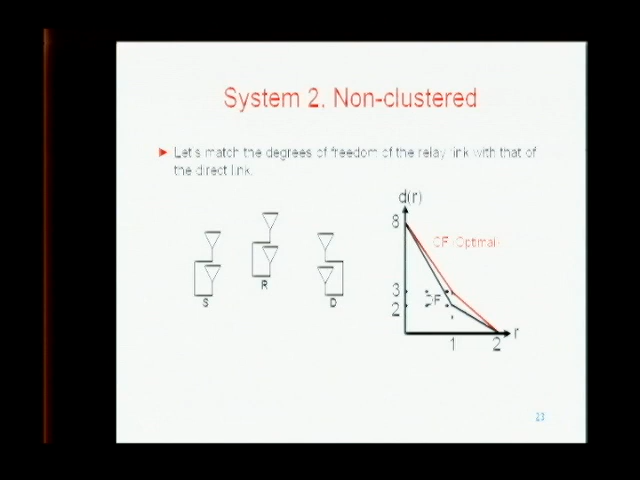 System 2, Non-clustered
Let's match the degrees of freedom of the relay link with that of
the direct link.
d(r)
8
CF (Optimal)
3
DF
2
S
R
D
1
2
r
23